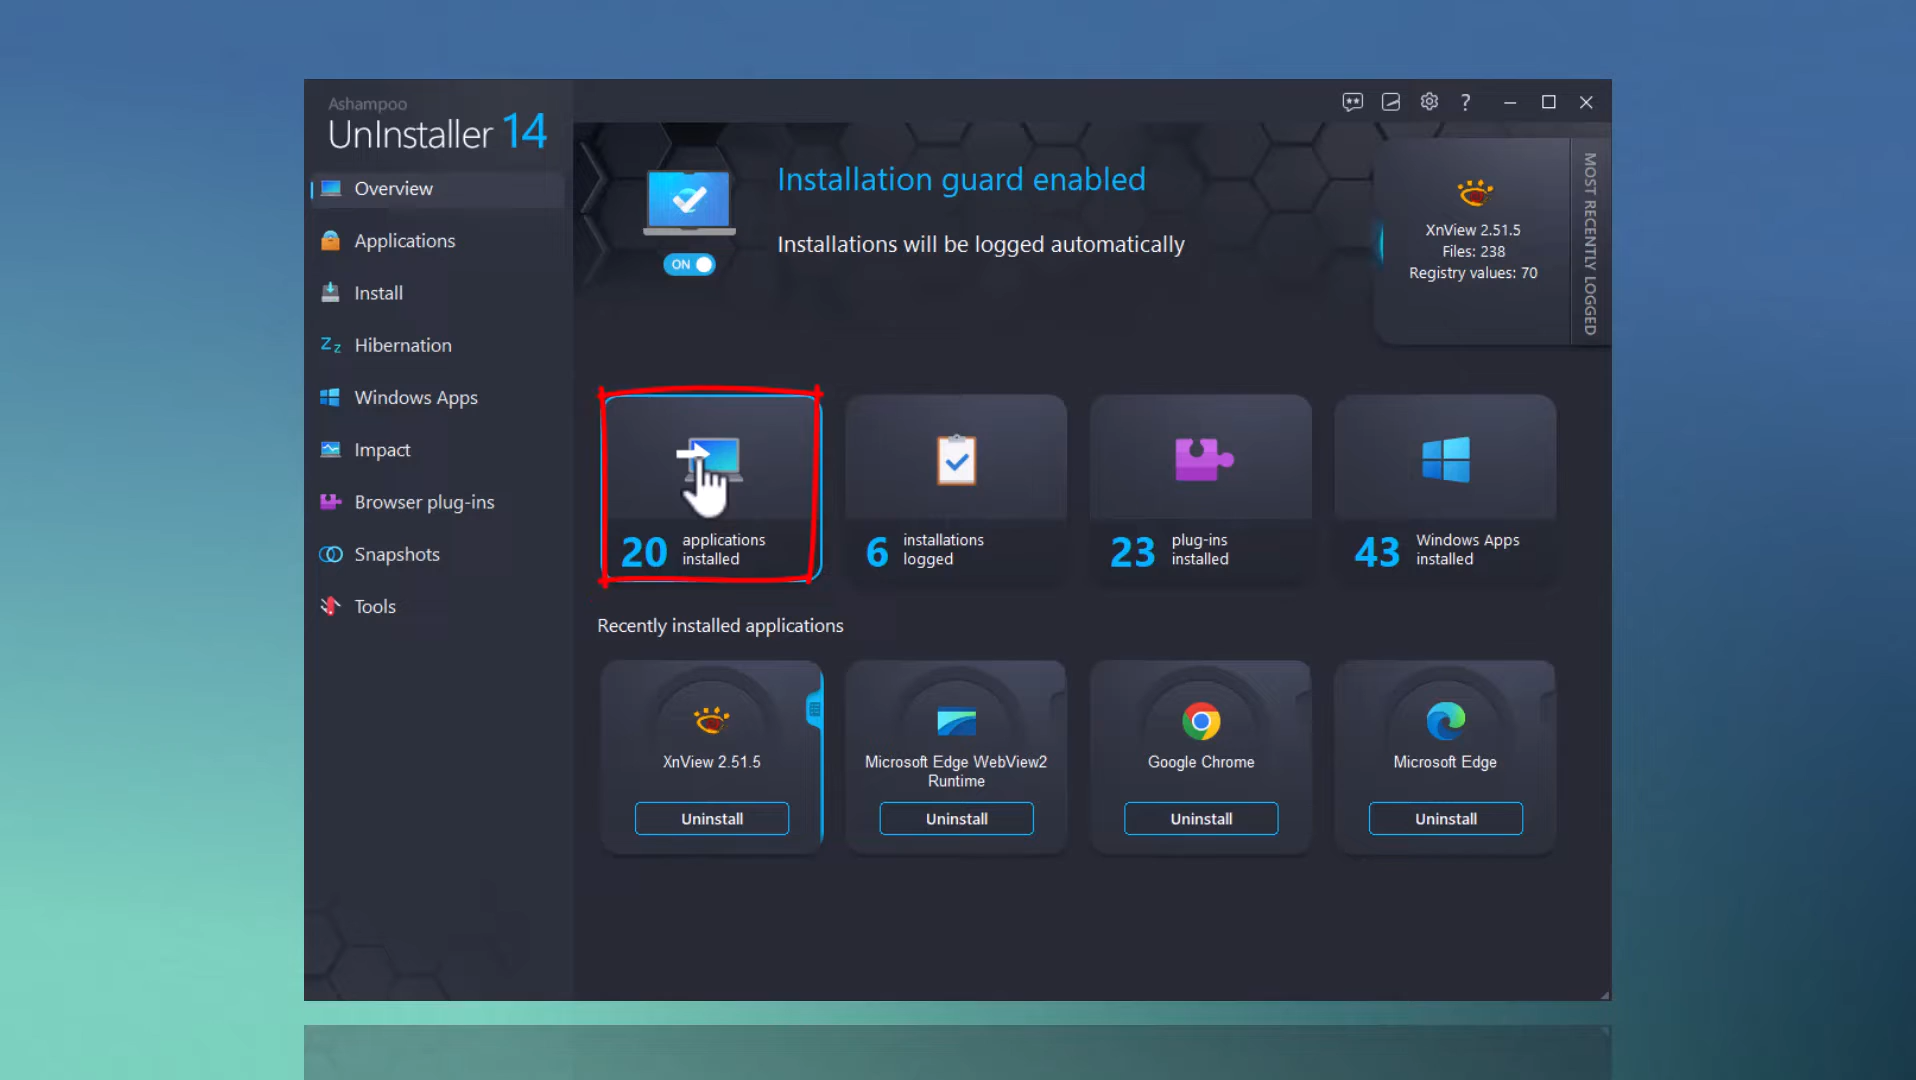 Ashampoo
UnInstaller 14
Overview
Applications
Install
Zz Hibernation
Windows Apps
Impact
Browser plug-ins
Snapshots
Tools
?
Installation guard enabled
Installations will be logged automatically
ON
XnView 2.51.5
Files: 238
Registry values: 70
MOST RECENTLY LOGGED
20 applications
installed
6 installations
logged
23 plug-ins
installed
43 Windows Apps
installed
Recently installed applications
XnView 2.51.5
Uninstall
Microsoft Edge WebView2
Runtime
Uninstall
Google Chrome
Uninstall
Microsoft Edge
Uninstall